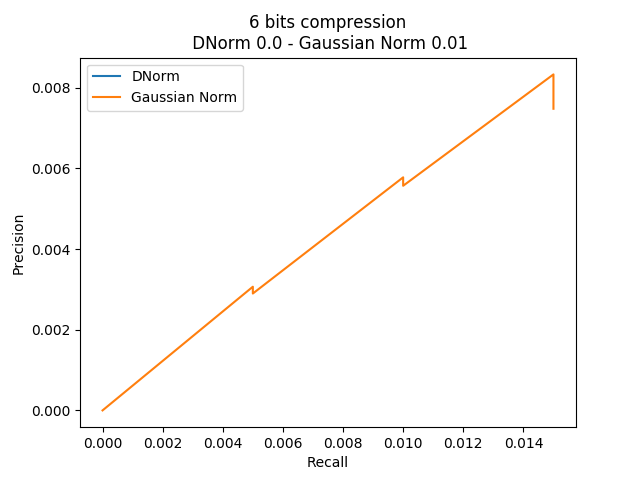 6 bits compression
DNorm 0.0 - Gaussian Norm 0.01
DNorm
Gaussian Norm
0.008
0.006
0.004
0.002
0.000
Precision
0.000 0.002 0.004 0.006 0.008 0.010 0.012 0.014
Recall